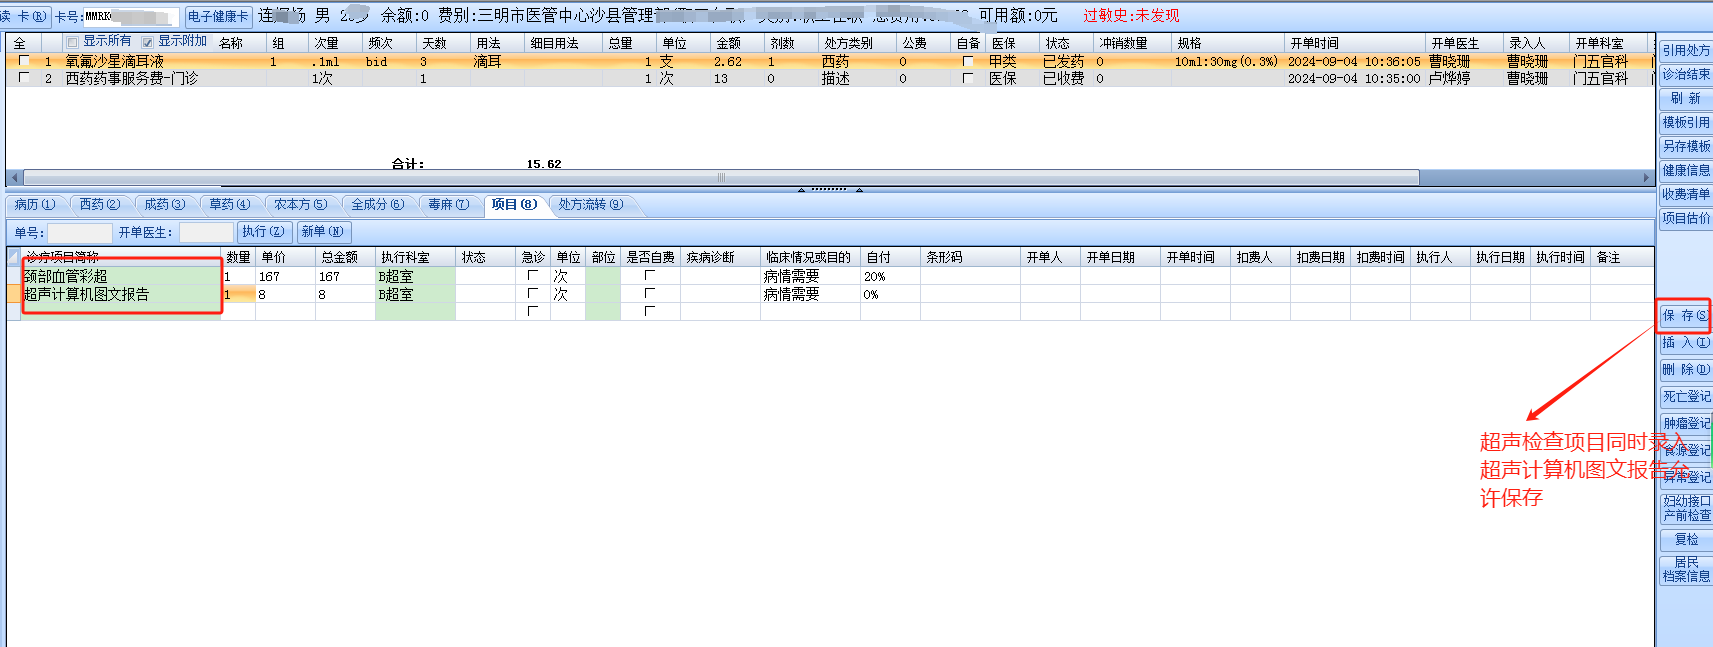 读 卡(R) 卡号: MMRK 电子健康卡 连 杨 男 余额:0 费别:三明市医管中心沙县管理 可用额:0元 过敏史:未发现
全 显示所有 显示附加 名称 组 次量 频次 天数 用法 细目用法 总量 单位 金额 剂数 处方类别 公费 自备 医保 状态 冲销数量 规格 开单时间 开单医生 录入人 开单科室
1 氧氟沙星滴耳液 1 .1ml bid 3 滴耳 1 支 2.62 1 西药 0 甲类 已发药 0 10ml:30mg(0.3%) 2024-09-04 10:36:05 曹晓珊 曹晓珊 门五官科
2 西药药事服务费-门诊 1次 1 1 次 13 0 描述 0 医保 已收费 0 2024-09-04 10:35:00 卢烨婷 曹晓珊 门五官科
合计: 15.62
引用处方
诊治结束
刷 新
模板引用
另存模板
健康信息
收费清单
项目估价
病历(1) 西药(2) 成药(3) 草药(4) 农本方(5) 全成分(6) 毒麻(7) 项目(8) 处方流转(9)
单号: 开单医生: 执行(Z) 新单(N)
诊疗项目简称 数量 单价 总金额 执行科室 状态 急诊 单位 部位 是否自费 疾病诊断 临床情况或目的 自付 条形码 开单人 开单日期 开单时间 扣费人 扣费日期 扣费时间 执行人 执行日期 执行时间 备注
颈部血管彩超 1 167 167 B超室 次 病情需要 20%
超声计算机图文报告 1 8 8 B超室 次 病情需要 0%
保 存(S)
插 入(I)
删 除(D)
死亡登记
肿瘤登记
食源登记
异常登记
妇幼接口
产前检查
复检
居民
档案信息
超声检查项目同时录入
超声计算机图文报告允
许保存